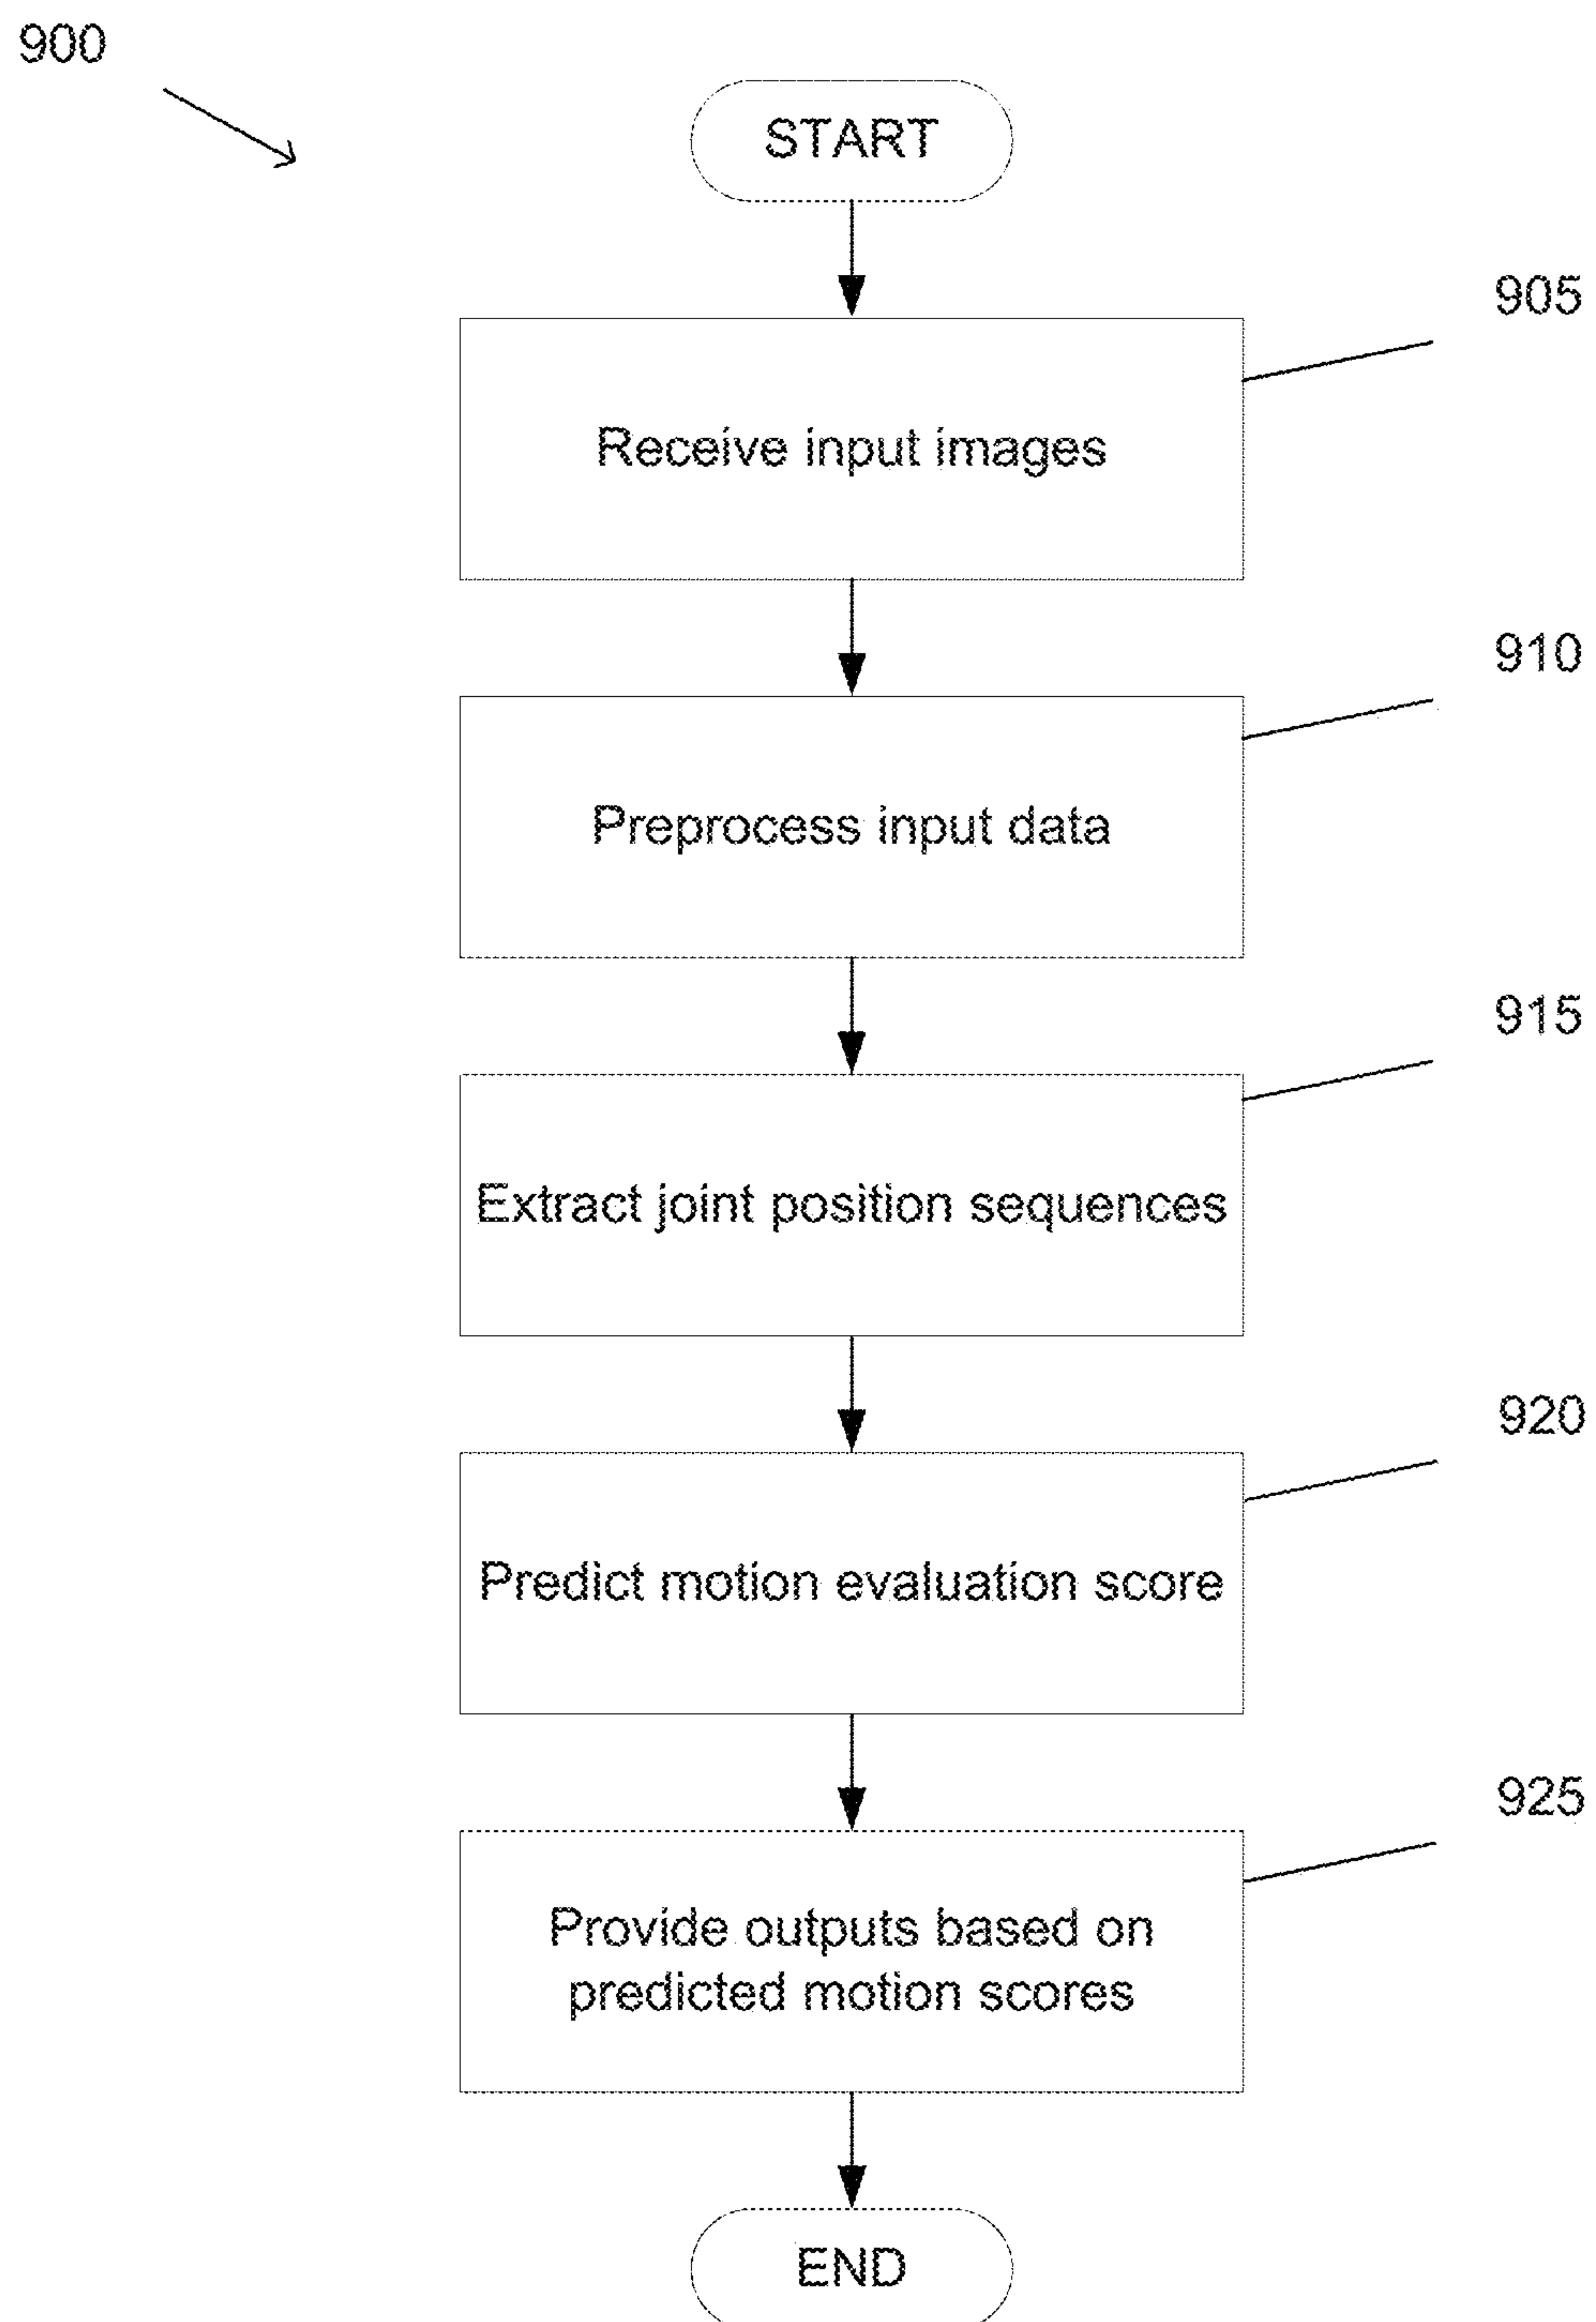 900
START
905
Receive input images
910
Preprocess input data
915
Extract joint position sequences
920
Predict motion evaluation score
925
Provide outputs based on
predicted motion scores
END